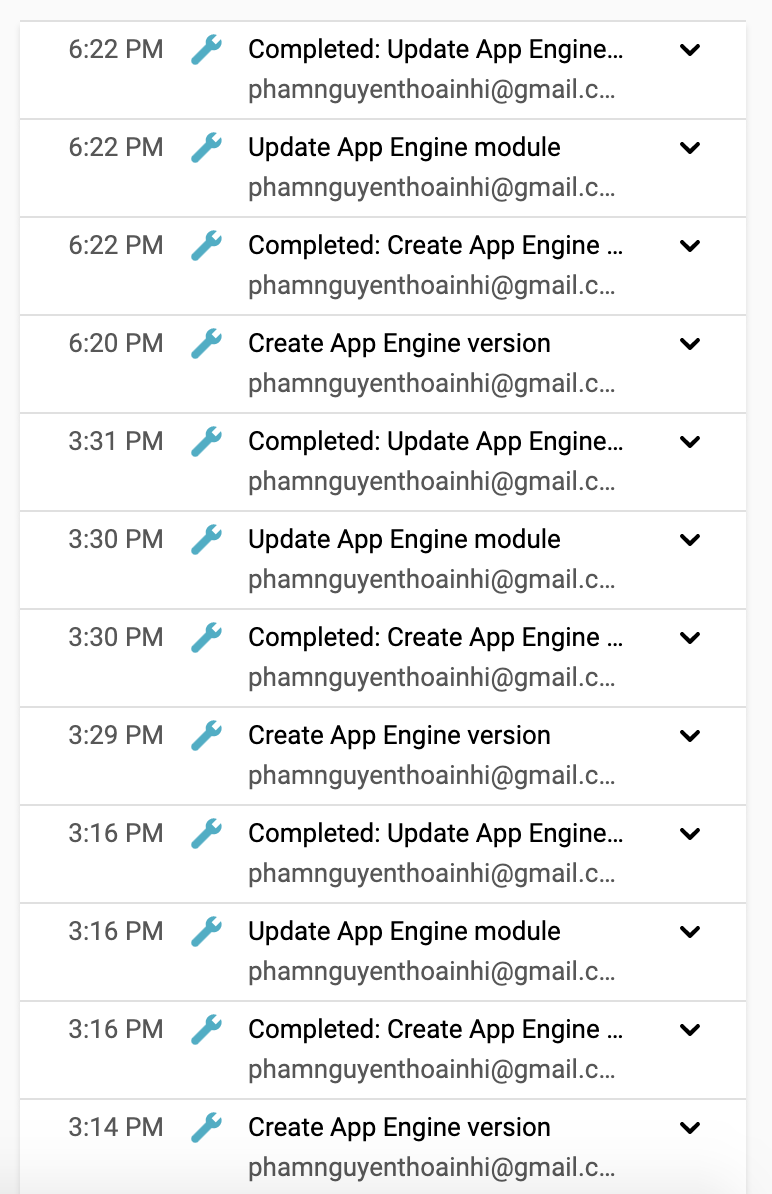 6:22 PM Completed: Update App Engine...
phamnguyenthoainhi@gmail.c...
6:22 PM Update App Engine module
phamnguyenthoainhi@gmail.c...
6:22 PM Completed: Create App Engine ...
phamnguyenthoainhi@gmail.c...
6:20 PM Create App Engine version
phamnguyenthoainhi@gmail.c...
3:31 PM Completed: Update App Engine...
phamnguyenthoainhi@gmail.c...
3:30 PM Update App Engine module
phamnguyenthoainhi@gmail.c...
3:30 PM Completed: Create App Engine ...
phamnguyenthoainhi@gmail.c...
3:29 PM Create App Engine version
phamnguyenthoainhi@gmail.c...
3:16 PM Completed: Update App Engine...
phamnguyenthoainhi@gmail.c...
3:16 PM Update App Engine module
phamnguyenthoainhi@gmail.c...
3:16 PM Completed: Create App Engine ...
phamnguyenthoainhi@gmail.c...
3:14 PM Create App Engine version
phamnguyenthoainhi@gmail.c...